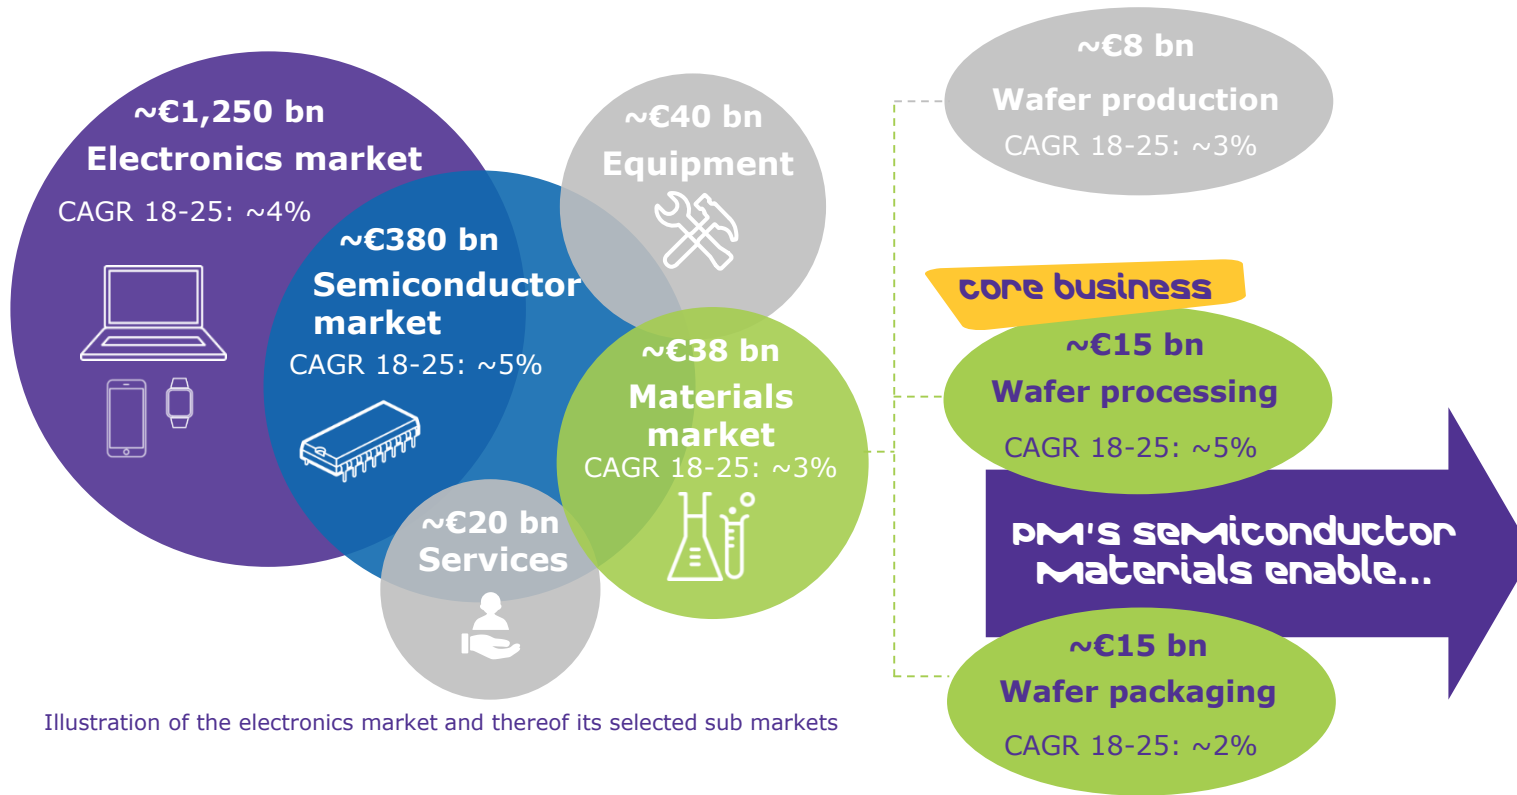 ~€1,250 bn
Electronics market
CAGR 18-25: ~4%
~€380 bn
Semiconductor
market
CAGR 18-25: ~5%
~€40 bn
Equipment
~€38 bn
Materials
market
CAGR 18-25: ~3%
~€20 bn
Services
~€8 bn
Wafer production
CAGR 18-25: ~3%
core business
~€15 bn
Wafer processing
CAGR 18-25: ~5%
PM's semiconductor
Materials enable...
~€15 bn
Wafer packaging
CAGR 18-25: ~2%
Illustration of the electronics market and thereof its selected sub markets